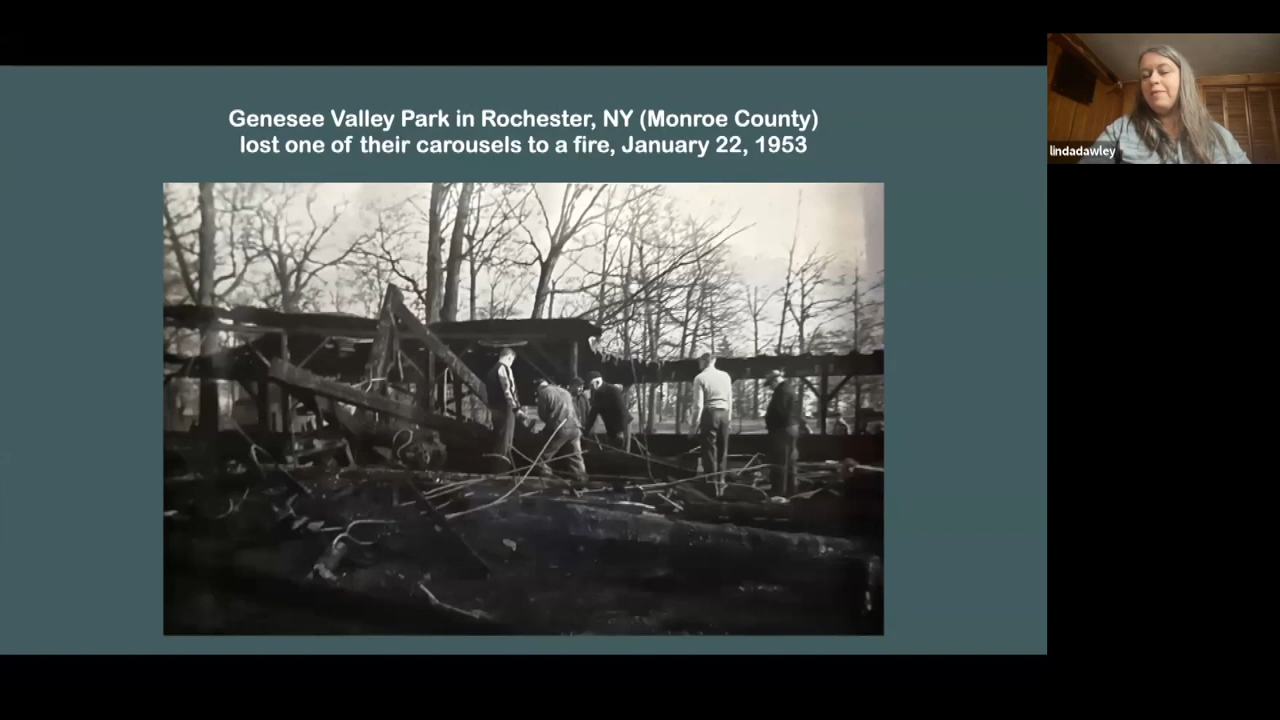 Genesee Valley Park in Rochester, NY (Monroe County)
lost one of their carousels to a fire, January 22, 1953
lindadawley